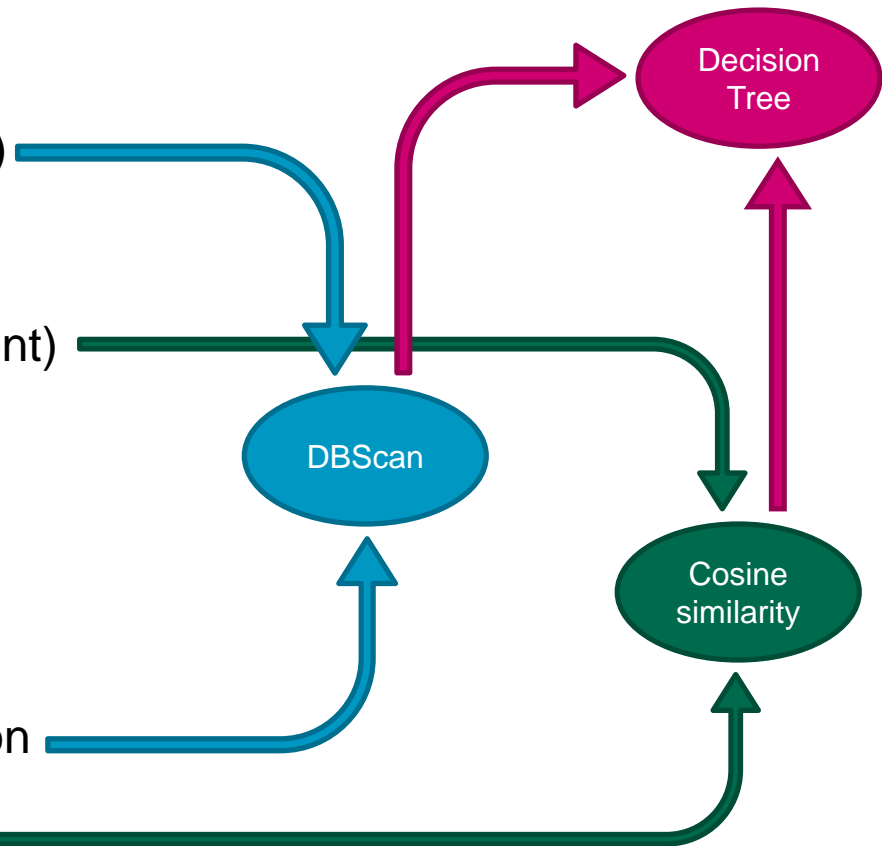 Decision
Tree
)
nt)
DBScan
Cosine
similarity
on